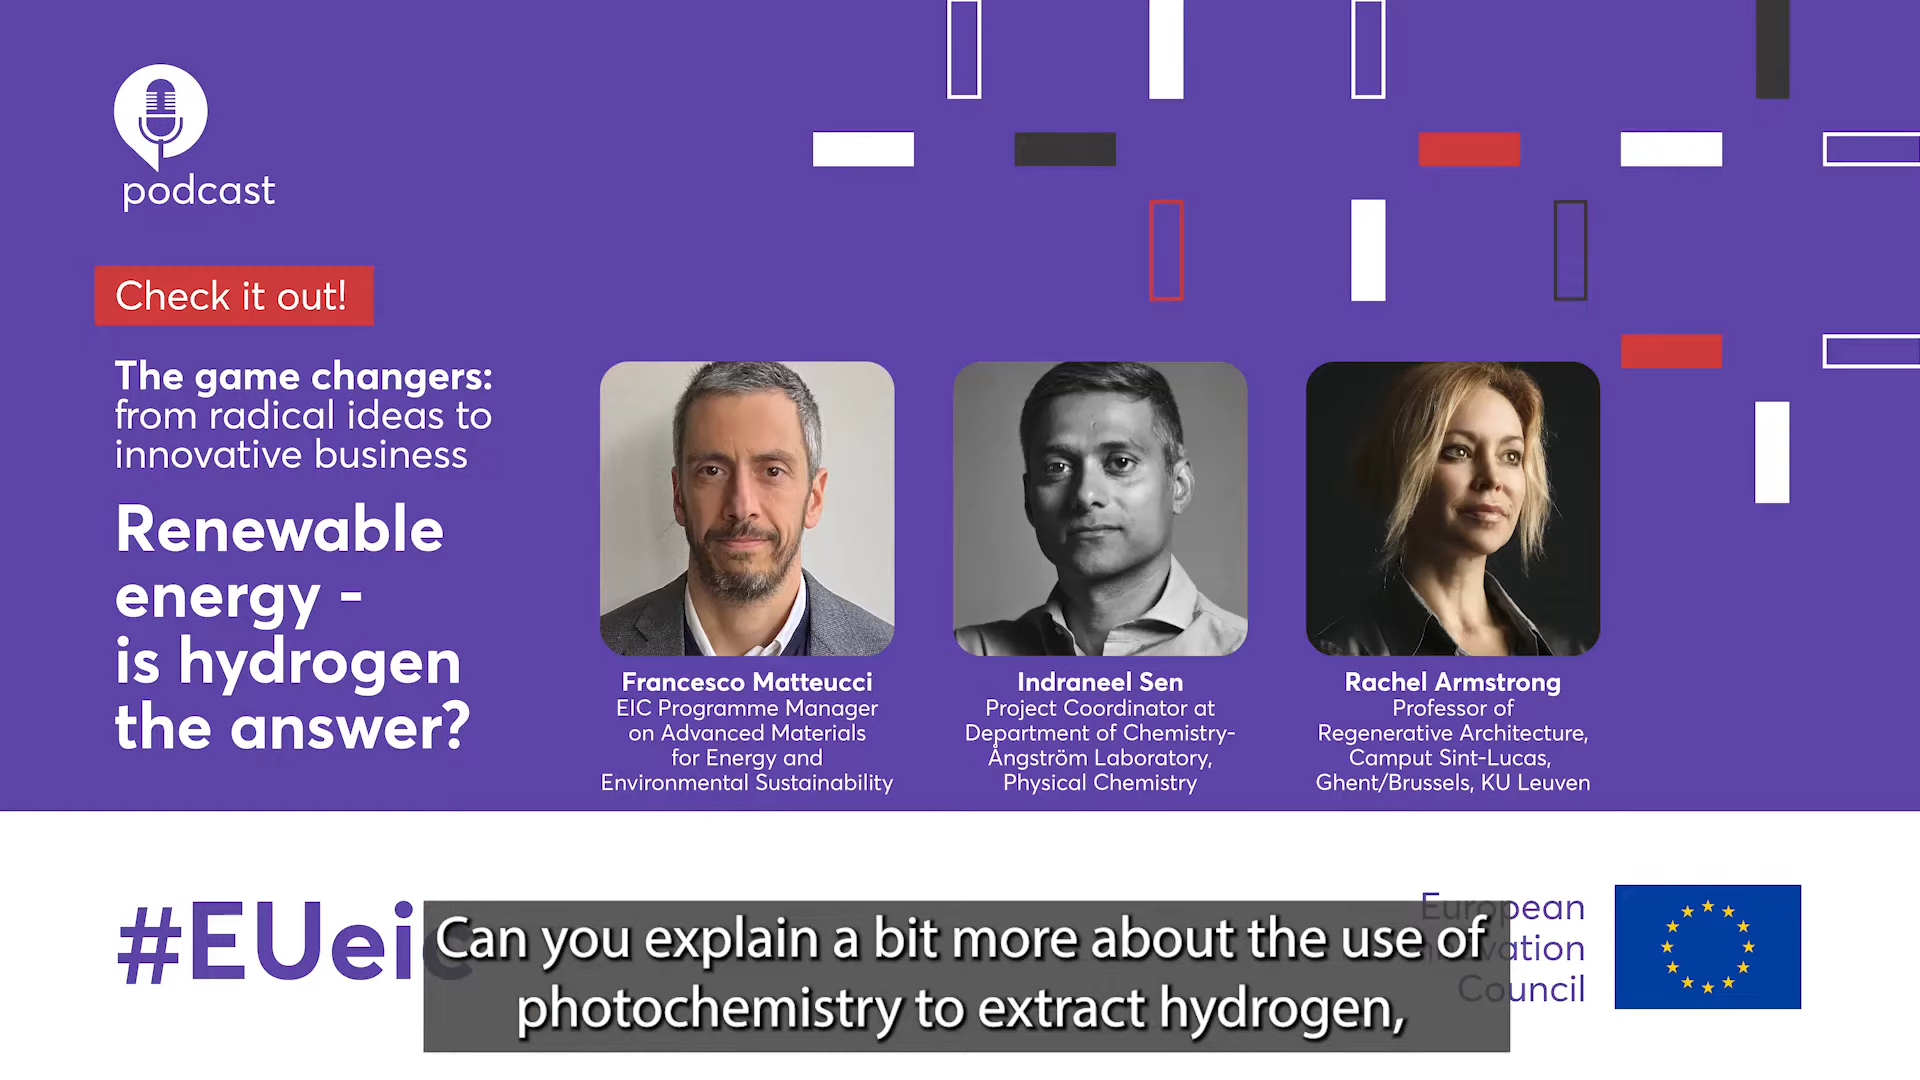 podcast
Check it out!
The game changers:
from radical ideas to
innovative business
Renewable
energy -
is hydrogen
the answer?
Francesco Matteucci
EIC Programme Manager
on Advanced Materials
for Energy and
Environmental Sustainability
Indraneel Sen
Project Coordinator at
Department of Chemistry-
Ångström Laboratory,
Physical Chemistry
Rachel Armstrong
Professor of
Regenerative Architecture,
Camput Sint-Lucas,
Ghent/Brussels, KU Leuven
#EUeic
European
Council
Can you explain a bit more about the use of
photochemistry to extract hydrogen,